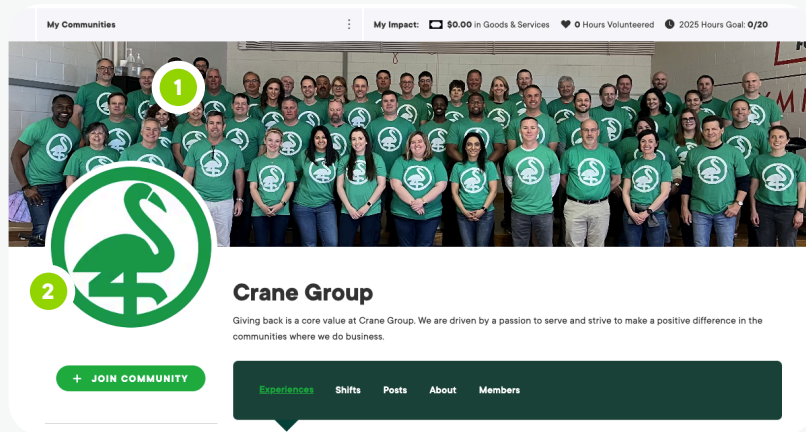 My Communities
My Impact: $0.00 in Goods & Services 0 Hours Volunteered 2025 Hours Goal: 0/20
1
2
Crane Group
Giving back is a core value at Crane Group. We are driven by a passion to serve and strive to make a positive difference in the
communities where we do business.
+ JOIN COMMUNITY
Experiences Shifts Posts About Members